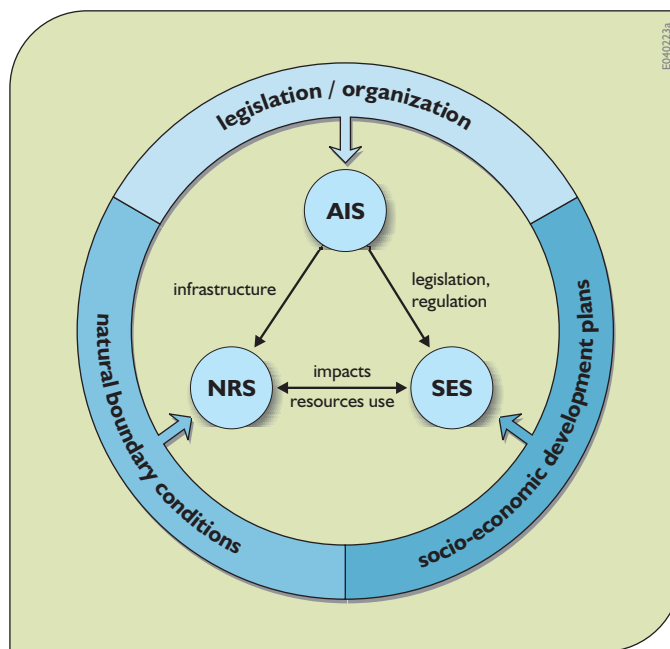 E040223a
legislation / organization
AIS
infrastructure
legislation,
regulation
natural boundary conditions
NRS
impacts
resources use
SES
socio-economic development plans